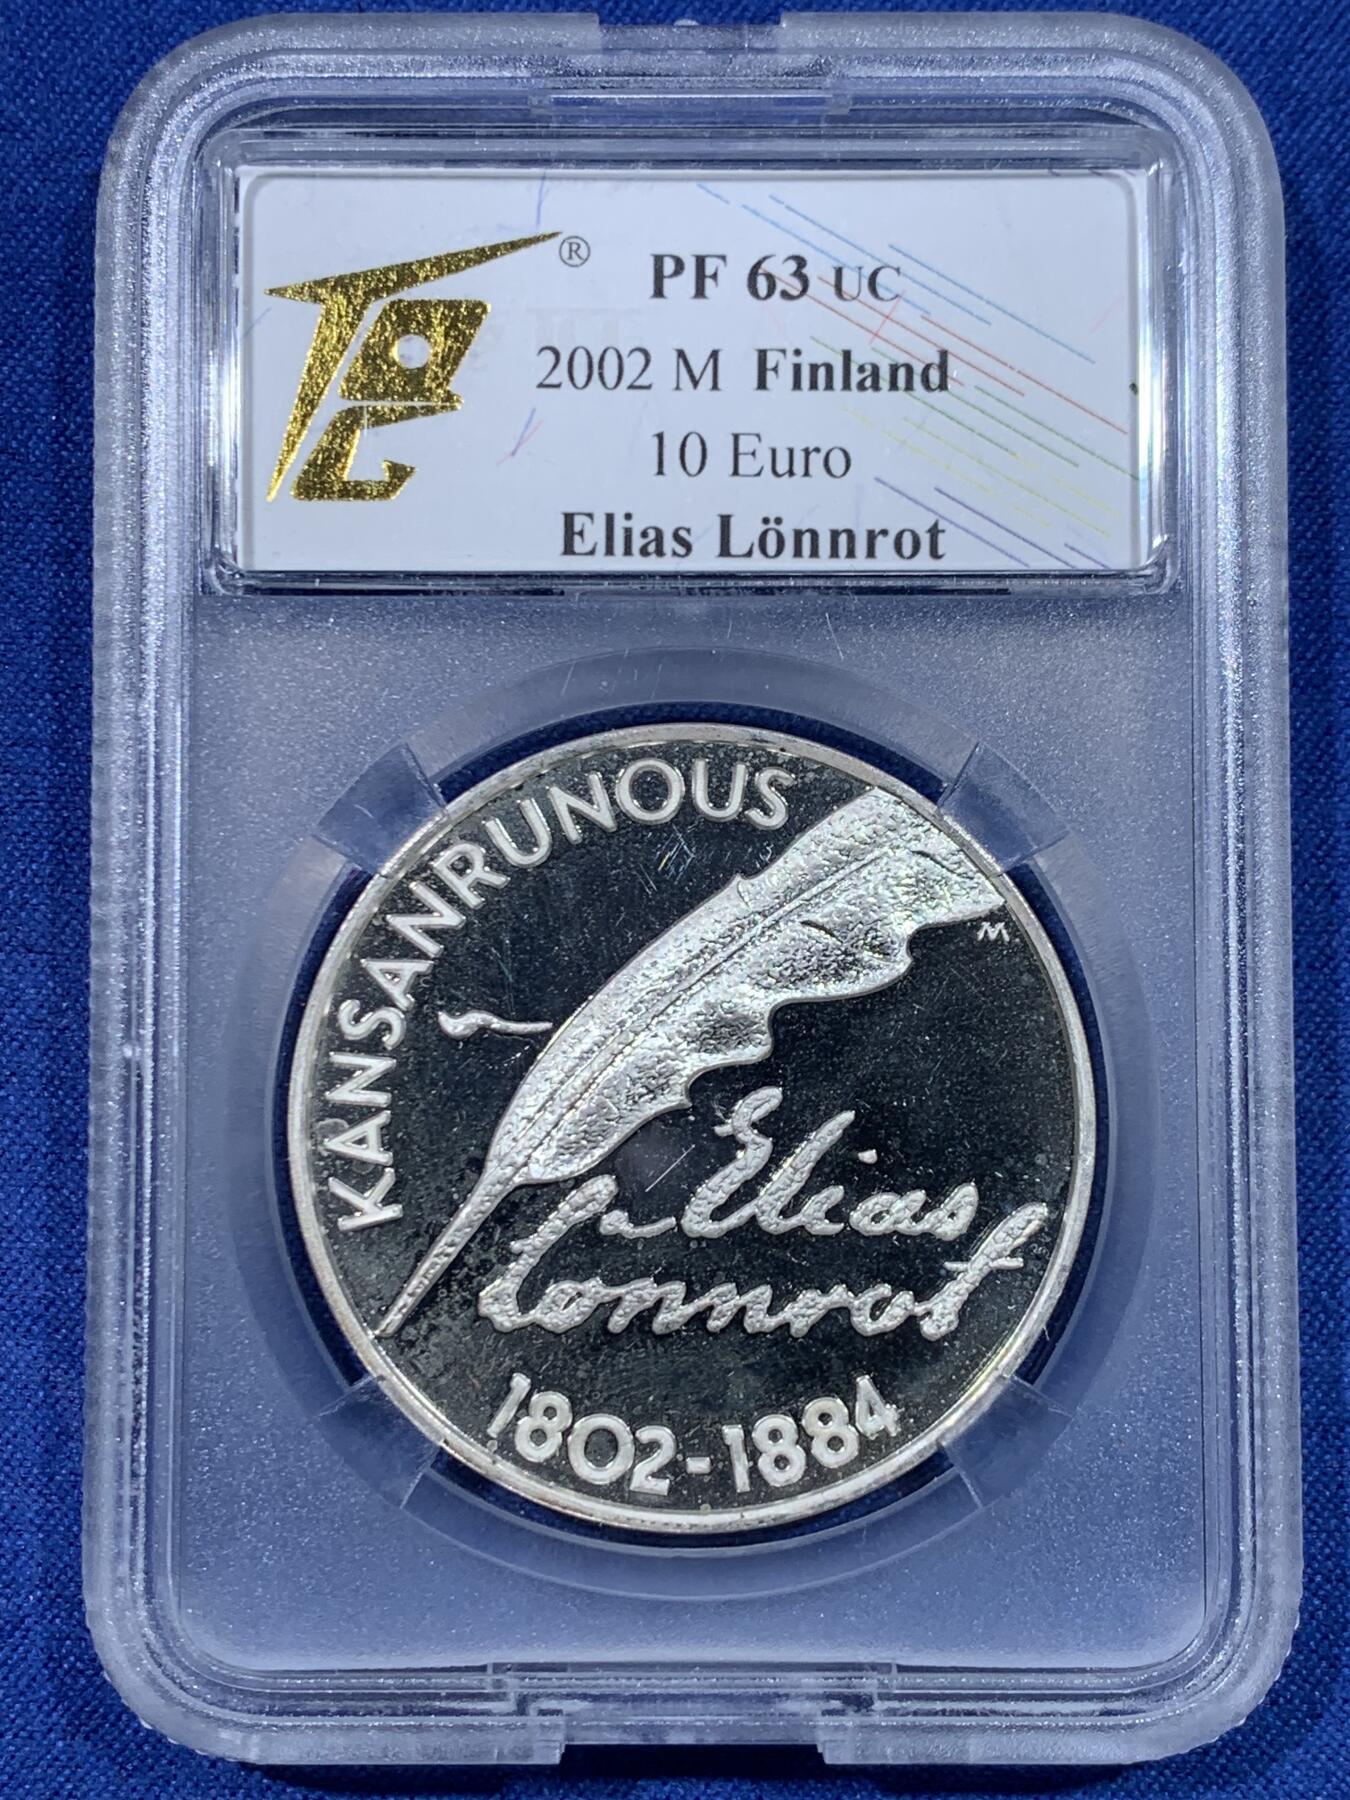 ®
PF 63 UC
2002 M Finland
10 Euro
Elias Lönnrot
KANSANRUNOUS
M
Elias
Lönnrot
1802-1884